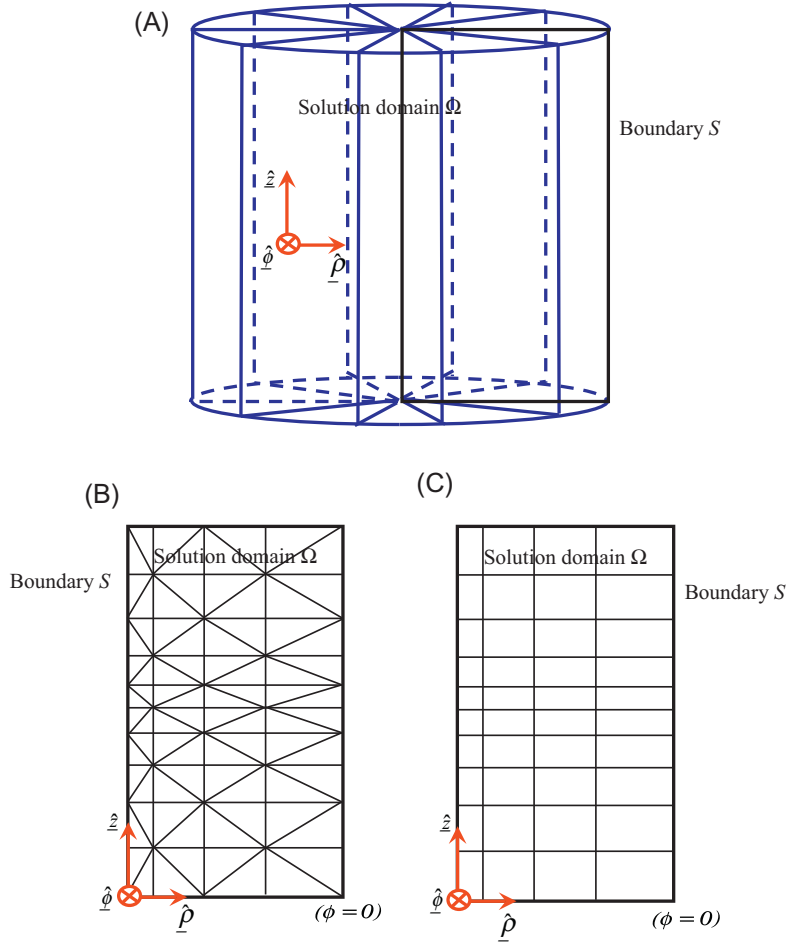 (A)
Solution domain Ω
Boundary S
ẑ
ϕ̂
ρ̂
(B)
(C)
Solution domain Ω
Solution domain Ω
Boundary S
Boundary S
ẑ
ẑ
ϕ̂
ρ̂
(ϕ = 0)
ϕ̂
ρ̂
(ϕ = 0)